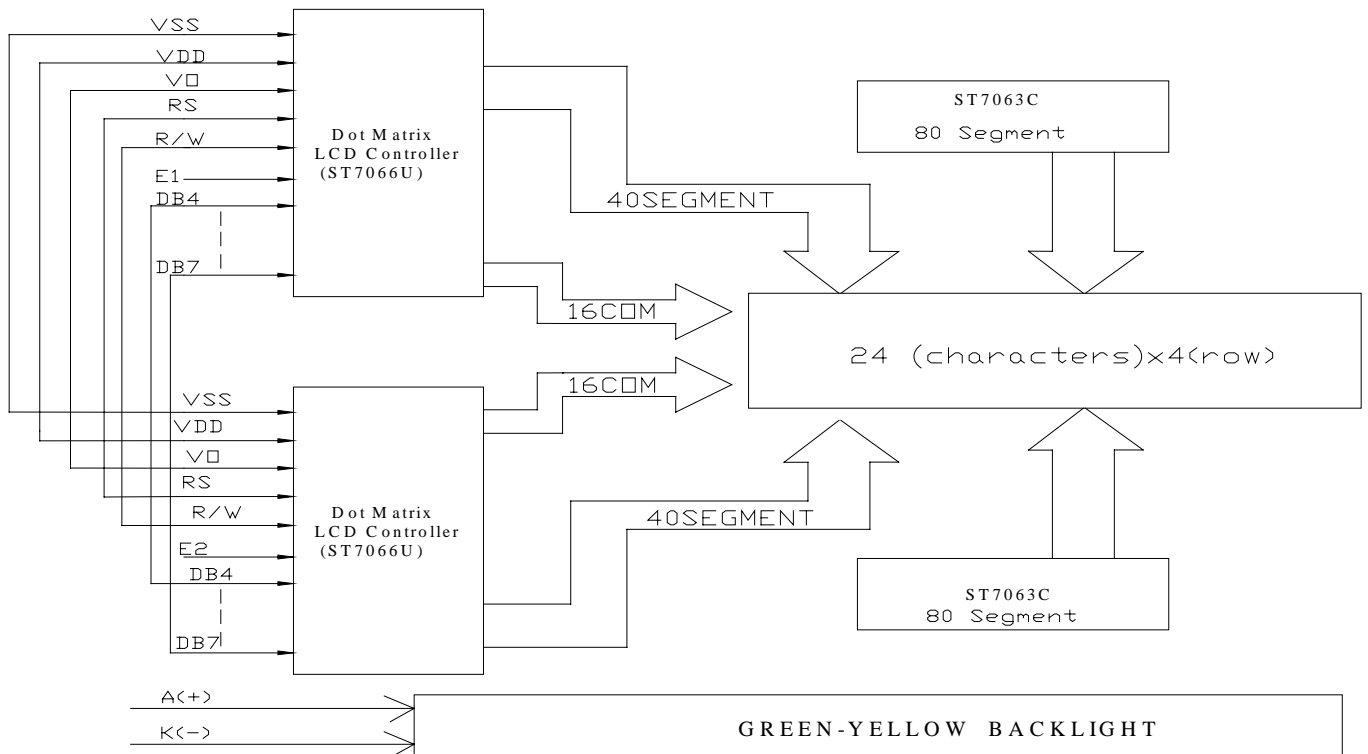 VSS
VDD
VO
RS
R/W
E1
DB4
DB7
Dot Matrix
LCD Controller
(ST7066U)
40SEGMENT
16COM
ST7063C
80 Segment
24 (characters)x4(row)
16COM
VSS
VDD
VO
RS
R/W
E2
DB4
DB7
Dot Matrix
LCD Controller
(ST7066U)
40SEGMENT
ST7063C
80 Segment
A(+)
K(-)
GREEN-YELLOW BACKLIGHT